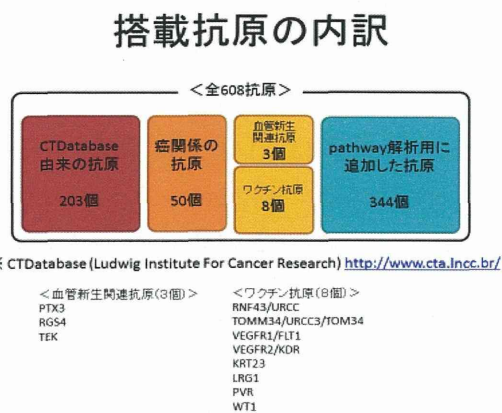 搭載抗原の内訳
＜全608抗原＞
CTDatabase
由来の抗原
203個
癌関係の
抗原
50個
血管新生
関連抗原
3個
ワクチン抗原
8個
pathway解析用に
追加した抗原
344個
※ CTDatabase(Ludwig Institute For Cancer Research) http://www.cta.lncc.br/
＜血管新生関連抗原(3個)＞
PTX3
RGS4
TEK
＜ワクチン抗原(8個)＞
RNF43/URCC
TOMM34/URCC3/TOM34
VEGFR1/FLT1
VEGFR2/KDR
KRT23
LRG1
PVR
WT1